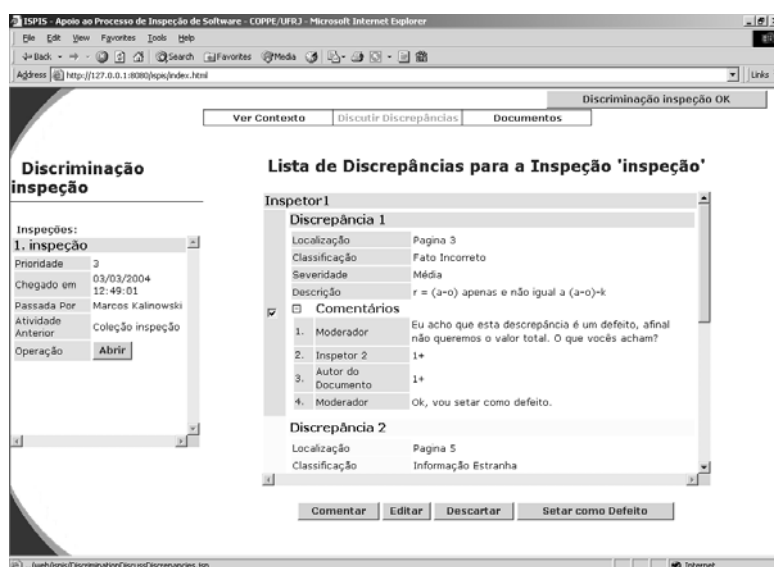 ISPIS - Apoio ao Processo de Inspeção de Software - COPPE/UFRJ - Microsoft Internet Explorer
File Edit View Favorites Tools Help
Back Search Favorites Media
Address http://127.0.0.1:8080/ispis/index.html Links
Discriminação inspeção OK
Ver Contexto Discutir Discrepâncias Documentos
Discriminação
inspeção
Inspeções:
1. inspeção
Prioridade 3
Chegado em 03/03/2004
12:49:01
Passada Por Marcos Kalinowski
Atividade
Anterior Coleção inspeção
Operação Abrir
Lista de Discrepâncias para a Inspeção 'inspeção'
Inspetor1
Discrepância 1
Localização Pagina 3
Classificação Fato Incorreto
Severidade Média
Descrição r = (a-o) apenas e não igual a (a-o)-k
Comentários
1. Moderador Eu acho que esta descrepância é um defeito, afinal
não queremos o valor total. O que vocês acham?
2. Inspetor 2 1+
3. Autor do
Documento 1+
4. Moderador Ok, vou setar como defeito.
Discrepância 2
Localização Pagina 5
Classificação Informação Estranha
Comentar Editar Descartar Setar como Defeito
/web/ispis/DiscriminationDiscussDiscrepancies.jsp Internet